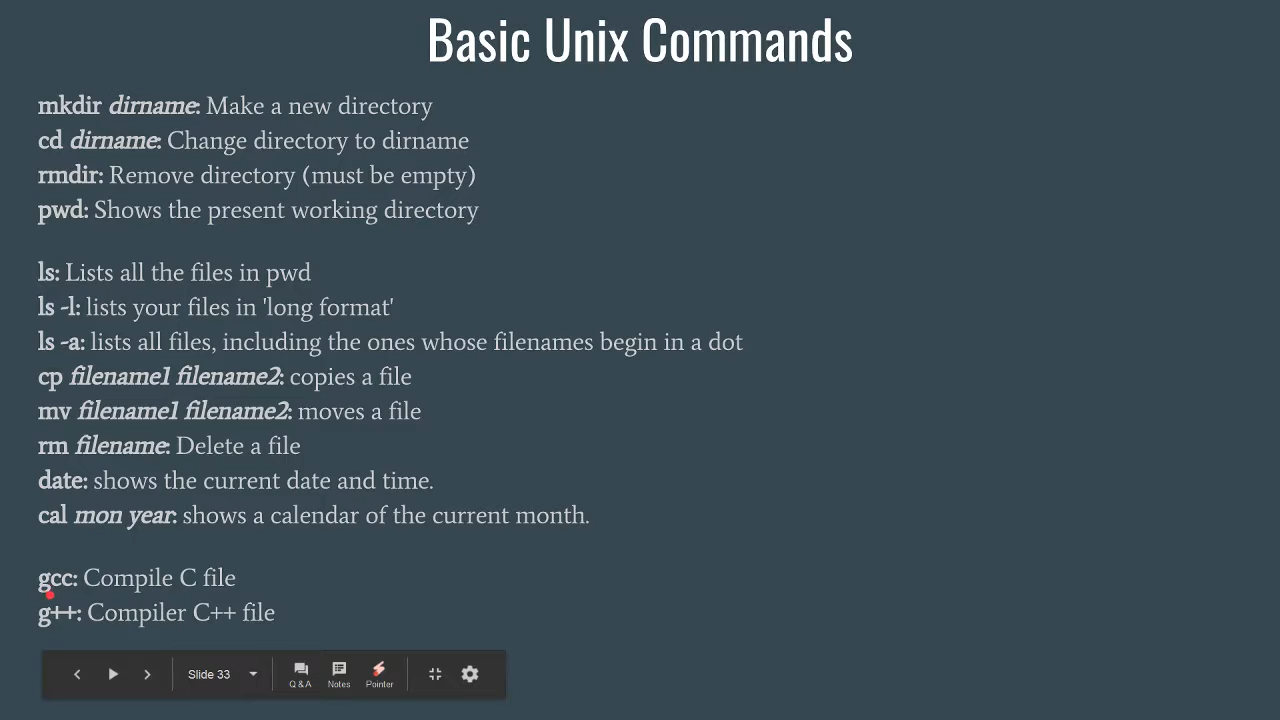 Basic Unix Commands
mkdir dirname: Make a new directory
cd dirname: Change directory to dirname
rmdir: Remove directory (must be empty)
pwd: Shows the present working directory
ls: Lists all the files in pwd
ls -l: lists your files in 'long format'
ls -a: lists all files, including the ones whose filenames begin in a dot
cp filename1 filename2: copies a file
mv filename1 filename2: moves a file
rm filename: Delete a file
date: shows the current date and time.
cal mon year: shows a calendar of the current month.
gcc: Compile C file
g++: Compiler C++ file
Slide 33
Q & A Notes Pointer